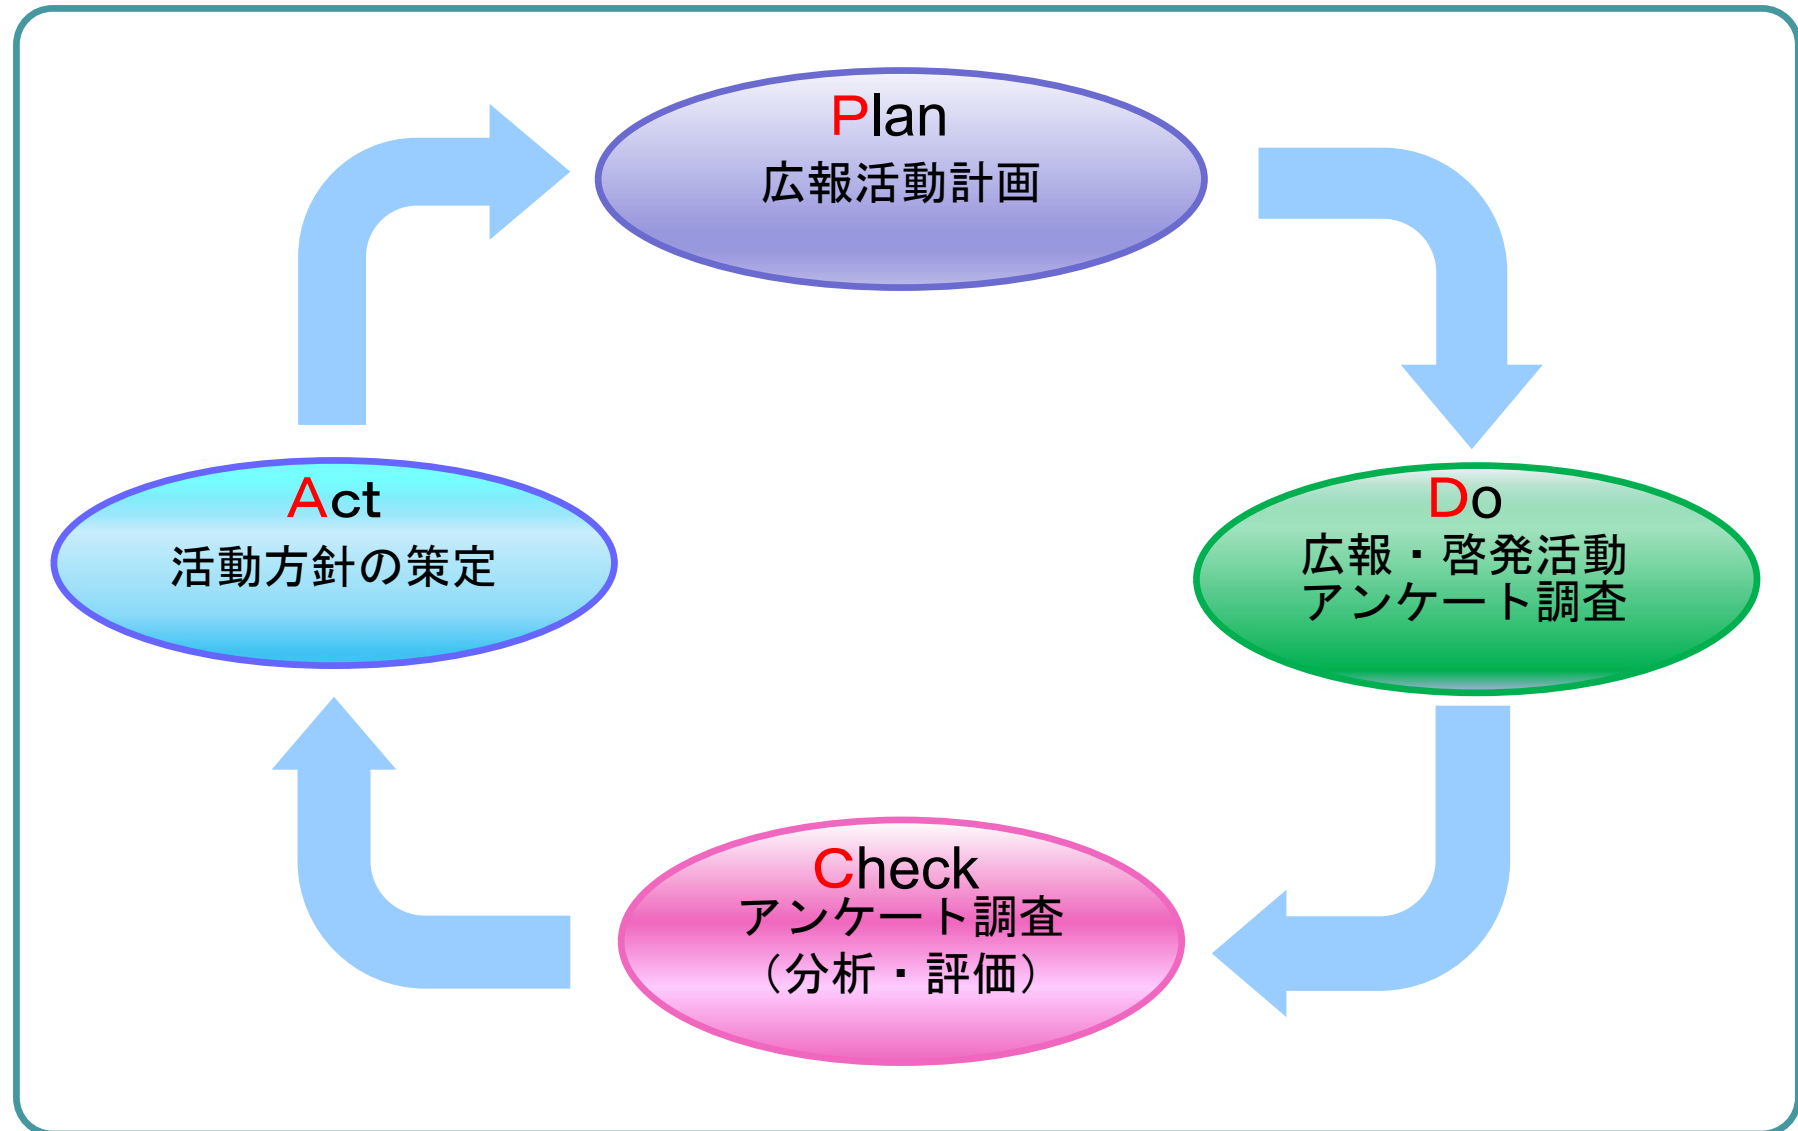 Plan
広報活動計画
Act
活動方針の策定
Do
広報・啓発活動
アンケート調査
Check
アンケート調査
（分析・評価）